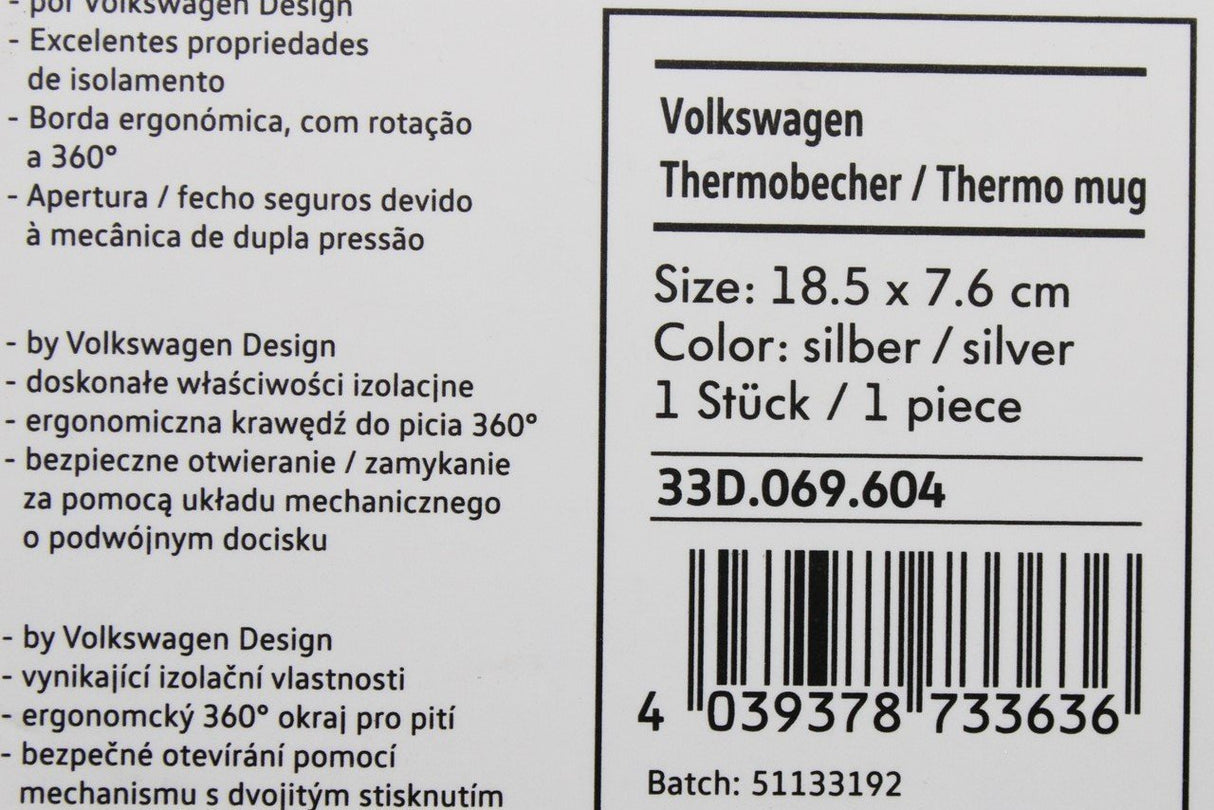 - por Volkswagen Design
- Excelentes propriedades
de isolamento
- Borda ergonómica, com rotação
a 360°
- Apertura / fecho seguros devido
à mecânica de dupla pressão
- by Volkswagen Design
- doskonałe właściwości izolacjne
- ergonomiczna krawędź do picia 360°
- bezpieczne otwieranie / zamykanie
za pomocą układu mechanicznego
o podwójnym docisku
- by Volkswagen Design
- vynikající izolační vlastnosti
- ergonomcký 360° okraj pro pití
- bezpečné otevírání pomocí
mechanismu s dvojitým stisknutím
Volkswagen
Thermobecher / Thermo mug
Size: 18.5 x 7.6 cm
Color: silber / silver
1 Stück / 1 piece
33D.069.604
4 039378 733636
Batch: 51133192